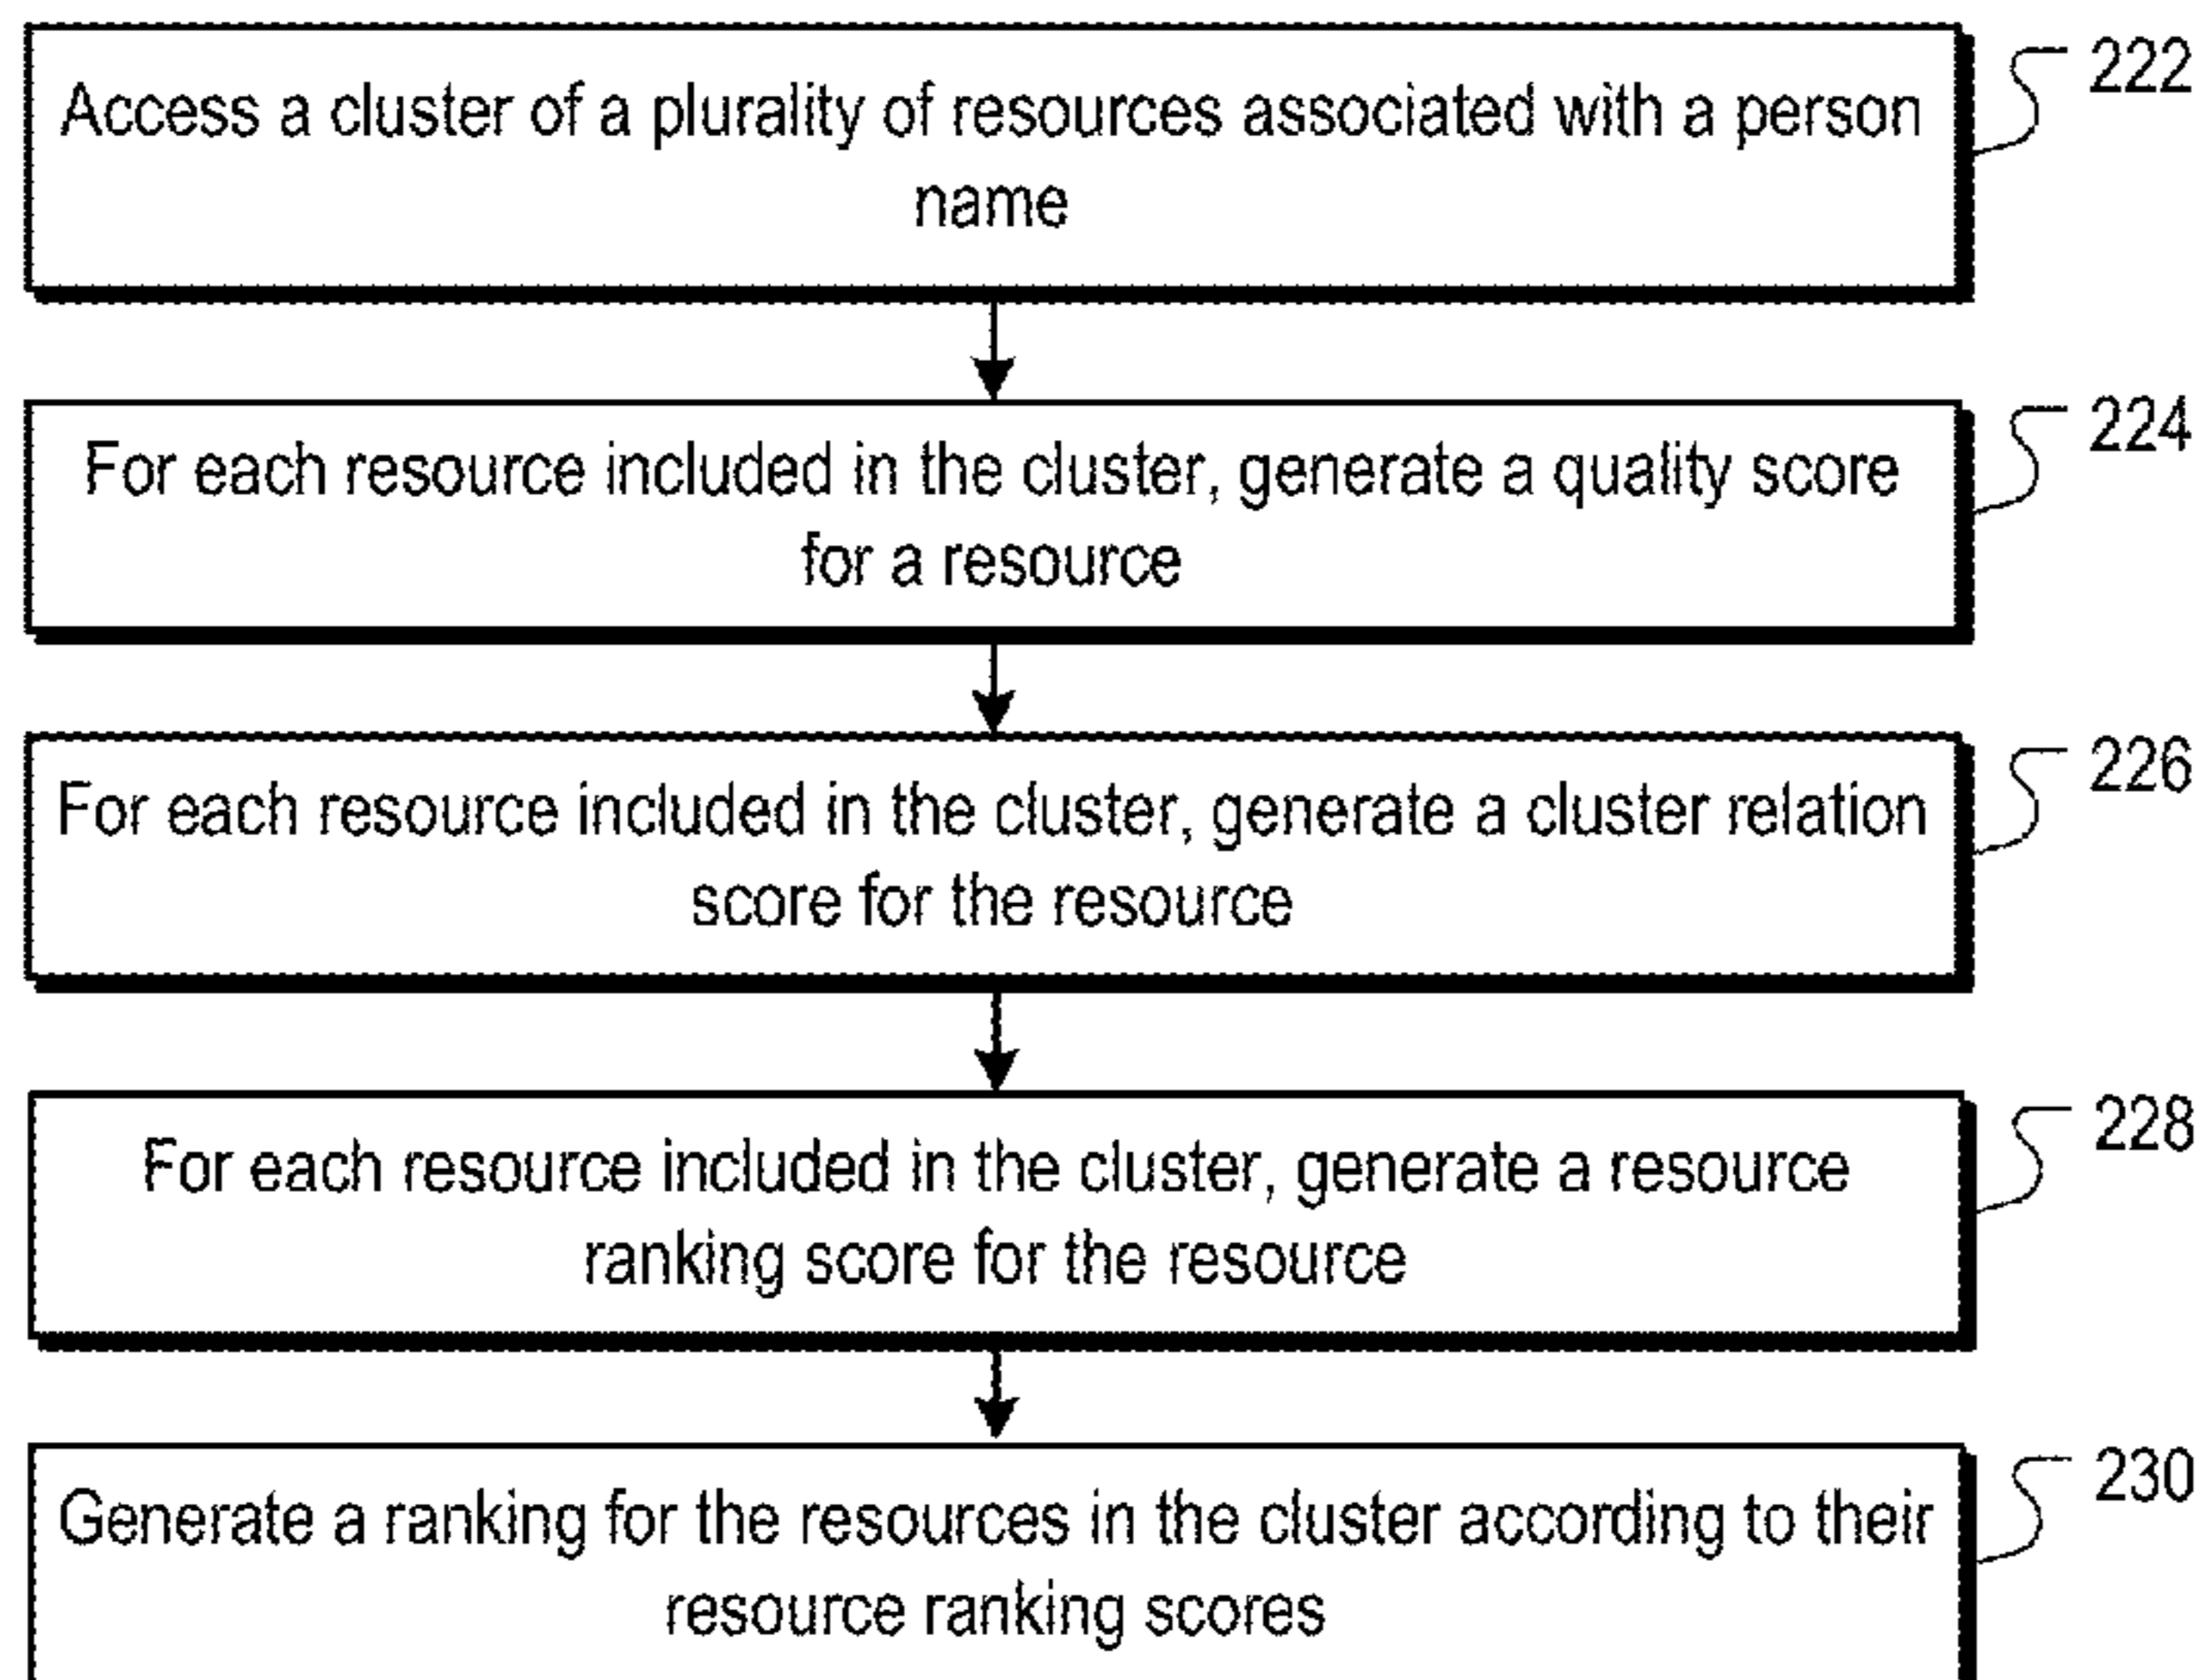 Access a cluster of a plurality of resources associated with a person
name
222
For each resource included in the cluster, generate a quality score
for a resource
224
For each resource included in the cluster, generate a cluster relation
score for the resource
226
For each resource included in the cluster, generate a resource
ranking score for the resource
228
Generate a ranking for the resources in the cluster according to their
resource ranking scores
230